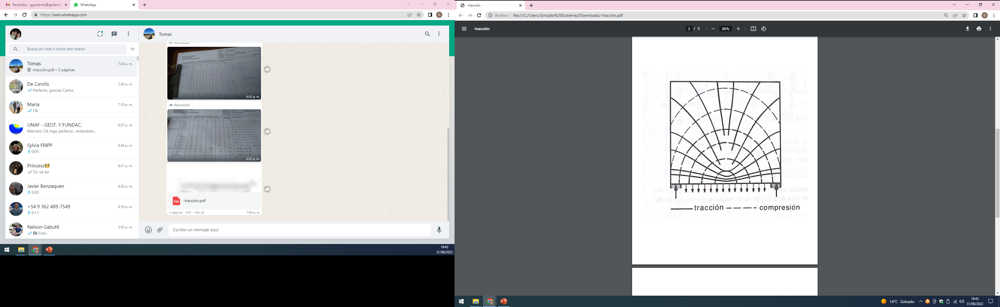 Recibidos - ggutierrez@gutierrez
WhatsApp
https://web.whatsapp.com
G
Busca un chat o inicia uno nuevo
Tomas
7:34 p. m.
-tracción.pdf • 3 páginas
De Carolis
7:20 p. m.
Perfecto, gracias Carlos
Maria
7:10 p. m.
Ok
UNAF - GEOT. Y FUNDAC.
6:37 p. m.
Marcelo: Ok Inge perfecto.. entendido..
Sylvia FRIPP
6:34 p. m.
0:05
Princess👑
6:31 p. m.
Tú: ok be
Javier Benzaquen
6:30 p. m.
0:05
+54 9 362 489-7549
6:18 p. m.
0:11
Nelson Gabutti
5:50 p. m.
Foto
Tomas
Reenviado
6:32 p. m.
Reenviado
6:32 p. m.
PDF
-tracción.pdf
3 páginas • PDF • 462 kB
7:34 p. m.
Escribe un mensaje aquí
19:43
31/08/2022
-tracción
Archivo
file:///C:/Users/Gonzalo%20Gutierrez/Downloads/-tracción.pdf
G
-tracción
2 / 3
80%
tracción
compresión
14°C Soleado
19:43
31/08/2022